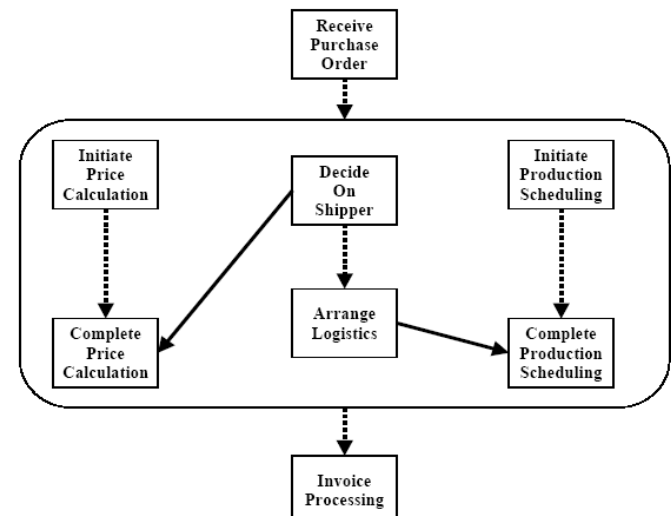 Receive
Purchase
Order
Initiate
Price
Calculation
Decide
On
Shipper
Initiate
Production
Scheduling
Complete
Price
Calculation
Arrange
Logistics
Complete
Production
Scheduling
Invoice
Processing